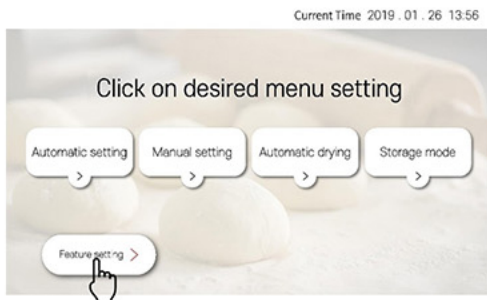 Current Time 2019 . 01 . 26 13:56
Click on desired menu setting
Automatic setting
Manual setting
Automatic drying
Storage mode
Feature setting